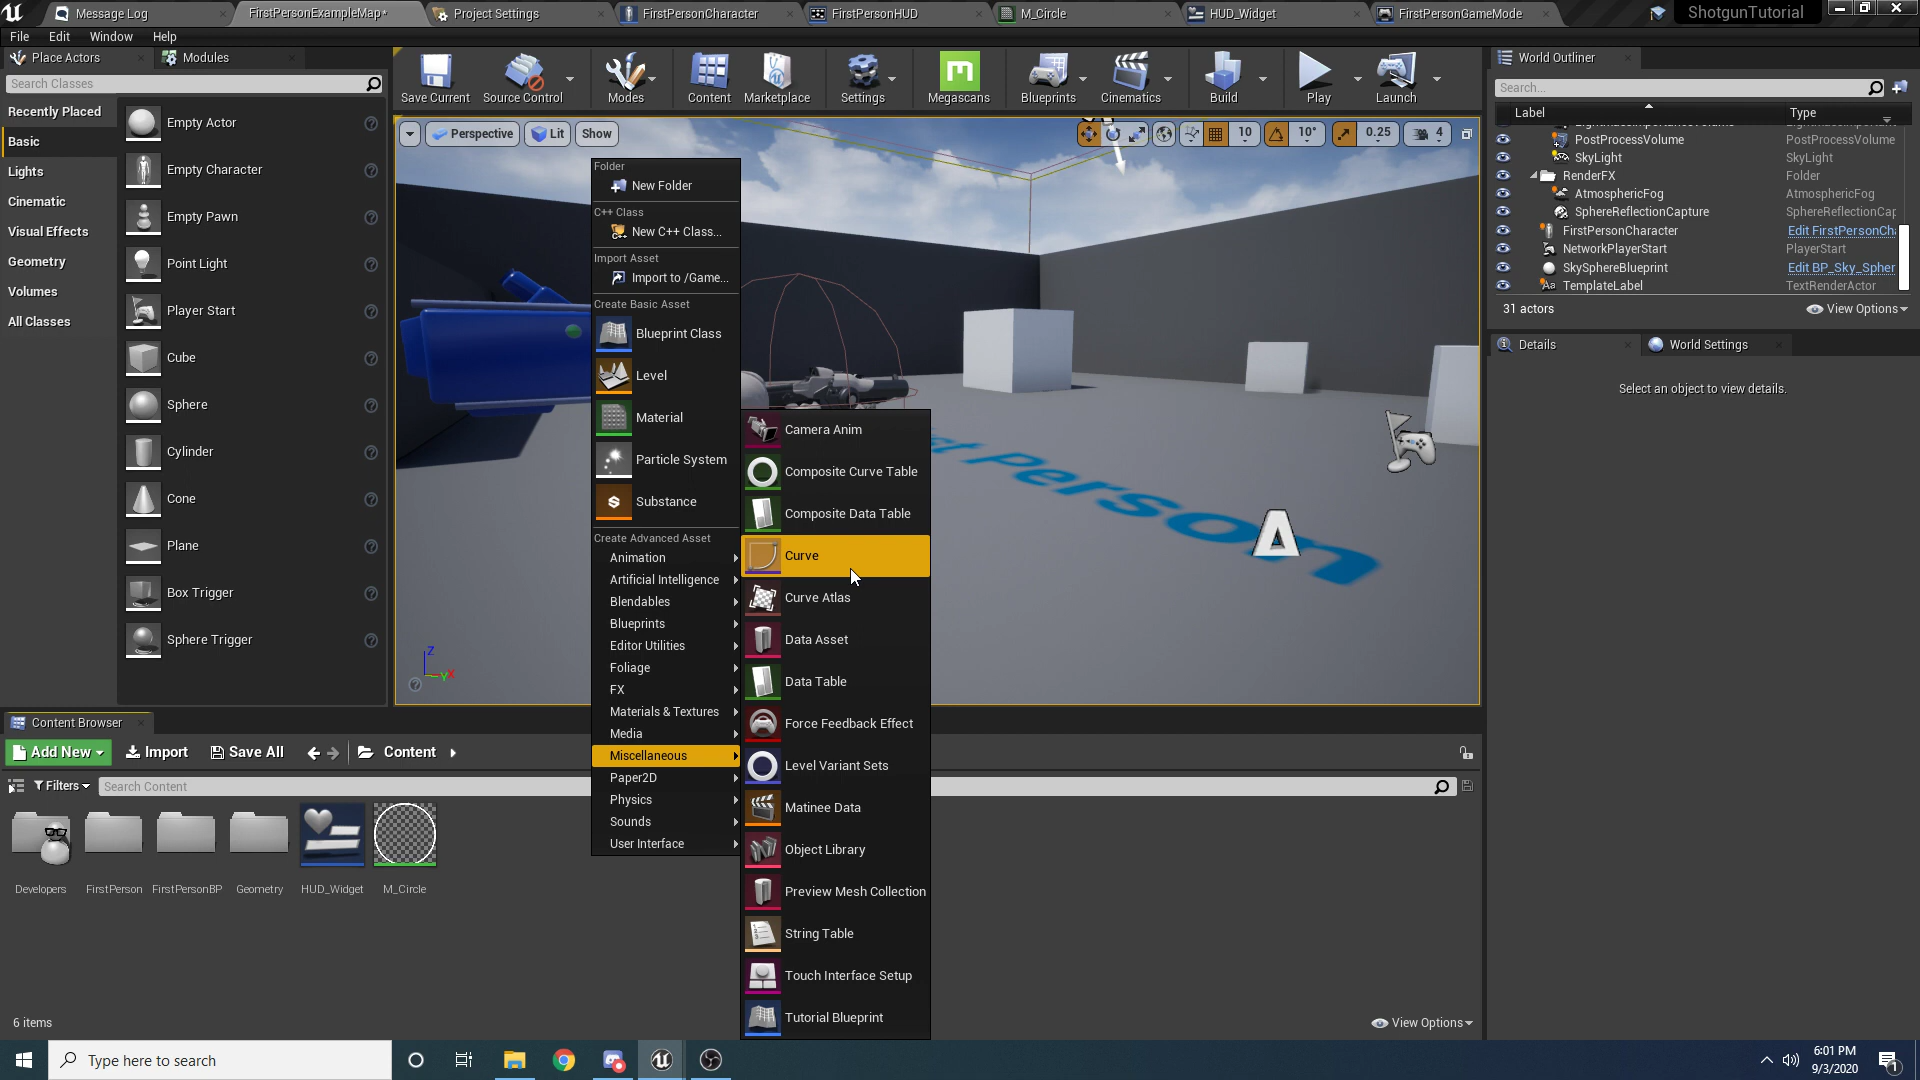 Message Log
FirstPersonExampleMap*
Project Settings
FirstPersonCharacter
FirstPersonHUD
M_Circle
HUD_Widget
FirstPersonGameMode
ShotgunTutorial
File Edit Window Help
Place Actors
Modules
Search Classes
Recently Placed
Basic
Lights
Cinematic
Visual Effects
Geometry
Volumes
All Classes
Empty Actor
Empty Character
Empty Pawn
Point Light
Player Start
Cube
Sphere
Cylinder
Cone
Plane
Box Trigger
Sphere Trigger
Save Current
Source Control
Modes
Content
Marketplace
Settings
Megascans
Blueprints
Cinematics
Build
Play
Launch
Perspective
Lit
Show
10
10°
0.25
4
Folder
New Folder
C++ Class
New C++ Class...
Import Asset
Import to /Game...
Create Basic Asset
Blueprint Class
Level
Material
Particle System
Substance
Create Advanced Asset
Animation
Artificial Intelligence
Blendables
Blueprints
Editor Utilities
Foliage
FX
Materials & Textures
Media
Miscellaneous
Paper2D
Physics
Sounds
User Interface
Camera Anim
Composite Curve Table
Composite Data Table
Curve
Curve Atlas
Data Asset
Data Table
Force Feedback Effect
Level Variant Sets
Matinee Data
Object Library
Preview Mesh Collection
String Table
Touch Interface Setup
Tutorial Blueprint
st Person
Z
Y X
World Outliner
Search...
Label Type
PostProcessVolume PostProcessVolume
SkyLight SkyLight
RenderFX Folder
AtmosphericFog AtmosphericFog
SphereReflectionCapture SphereReflectionCap
FirstPersonCharacter Edit FirstPersonCha
NetworkPlayerStart PlayerStart
SkySphereBlueprint Edit BP_Sky_Spher
TemplateLabel TextRenderActor
31 actors
View Options
Details
World Settings
Select an object to view details.
Content Browser
Add New
Import
Save All
Content
Filters
Search Content
Developers
FirstPerson
FirstPersonBP
Geometry
HUD_Widget
M_Circle
6 items
View Options
Type here to search
6:01 PM
9/3/2020
1